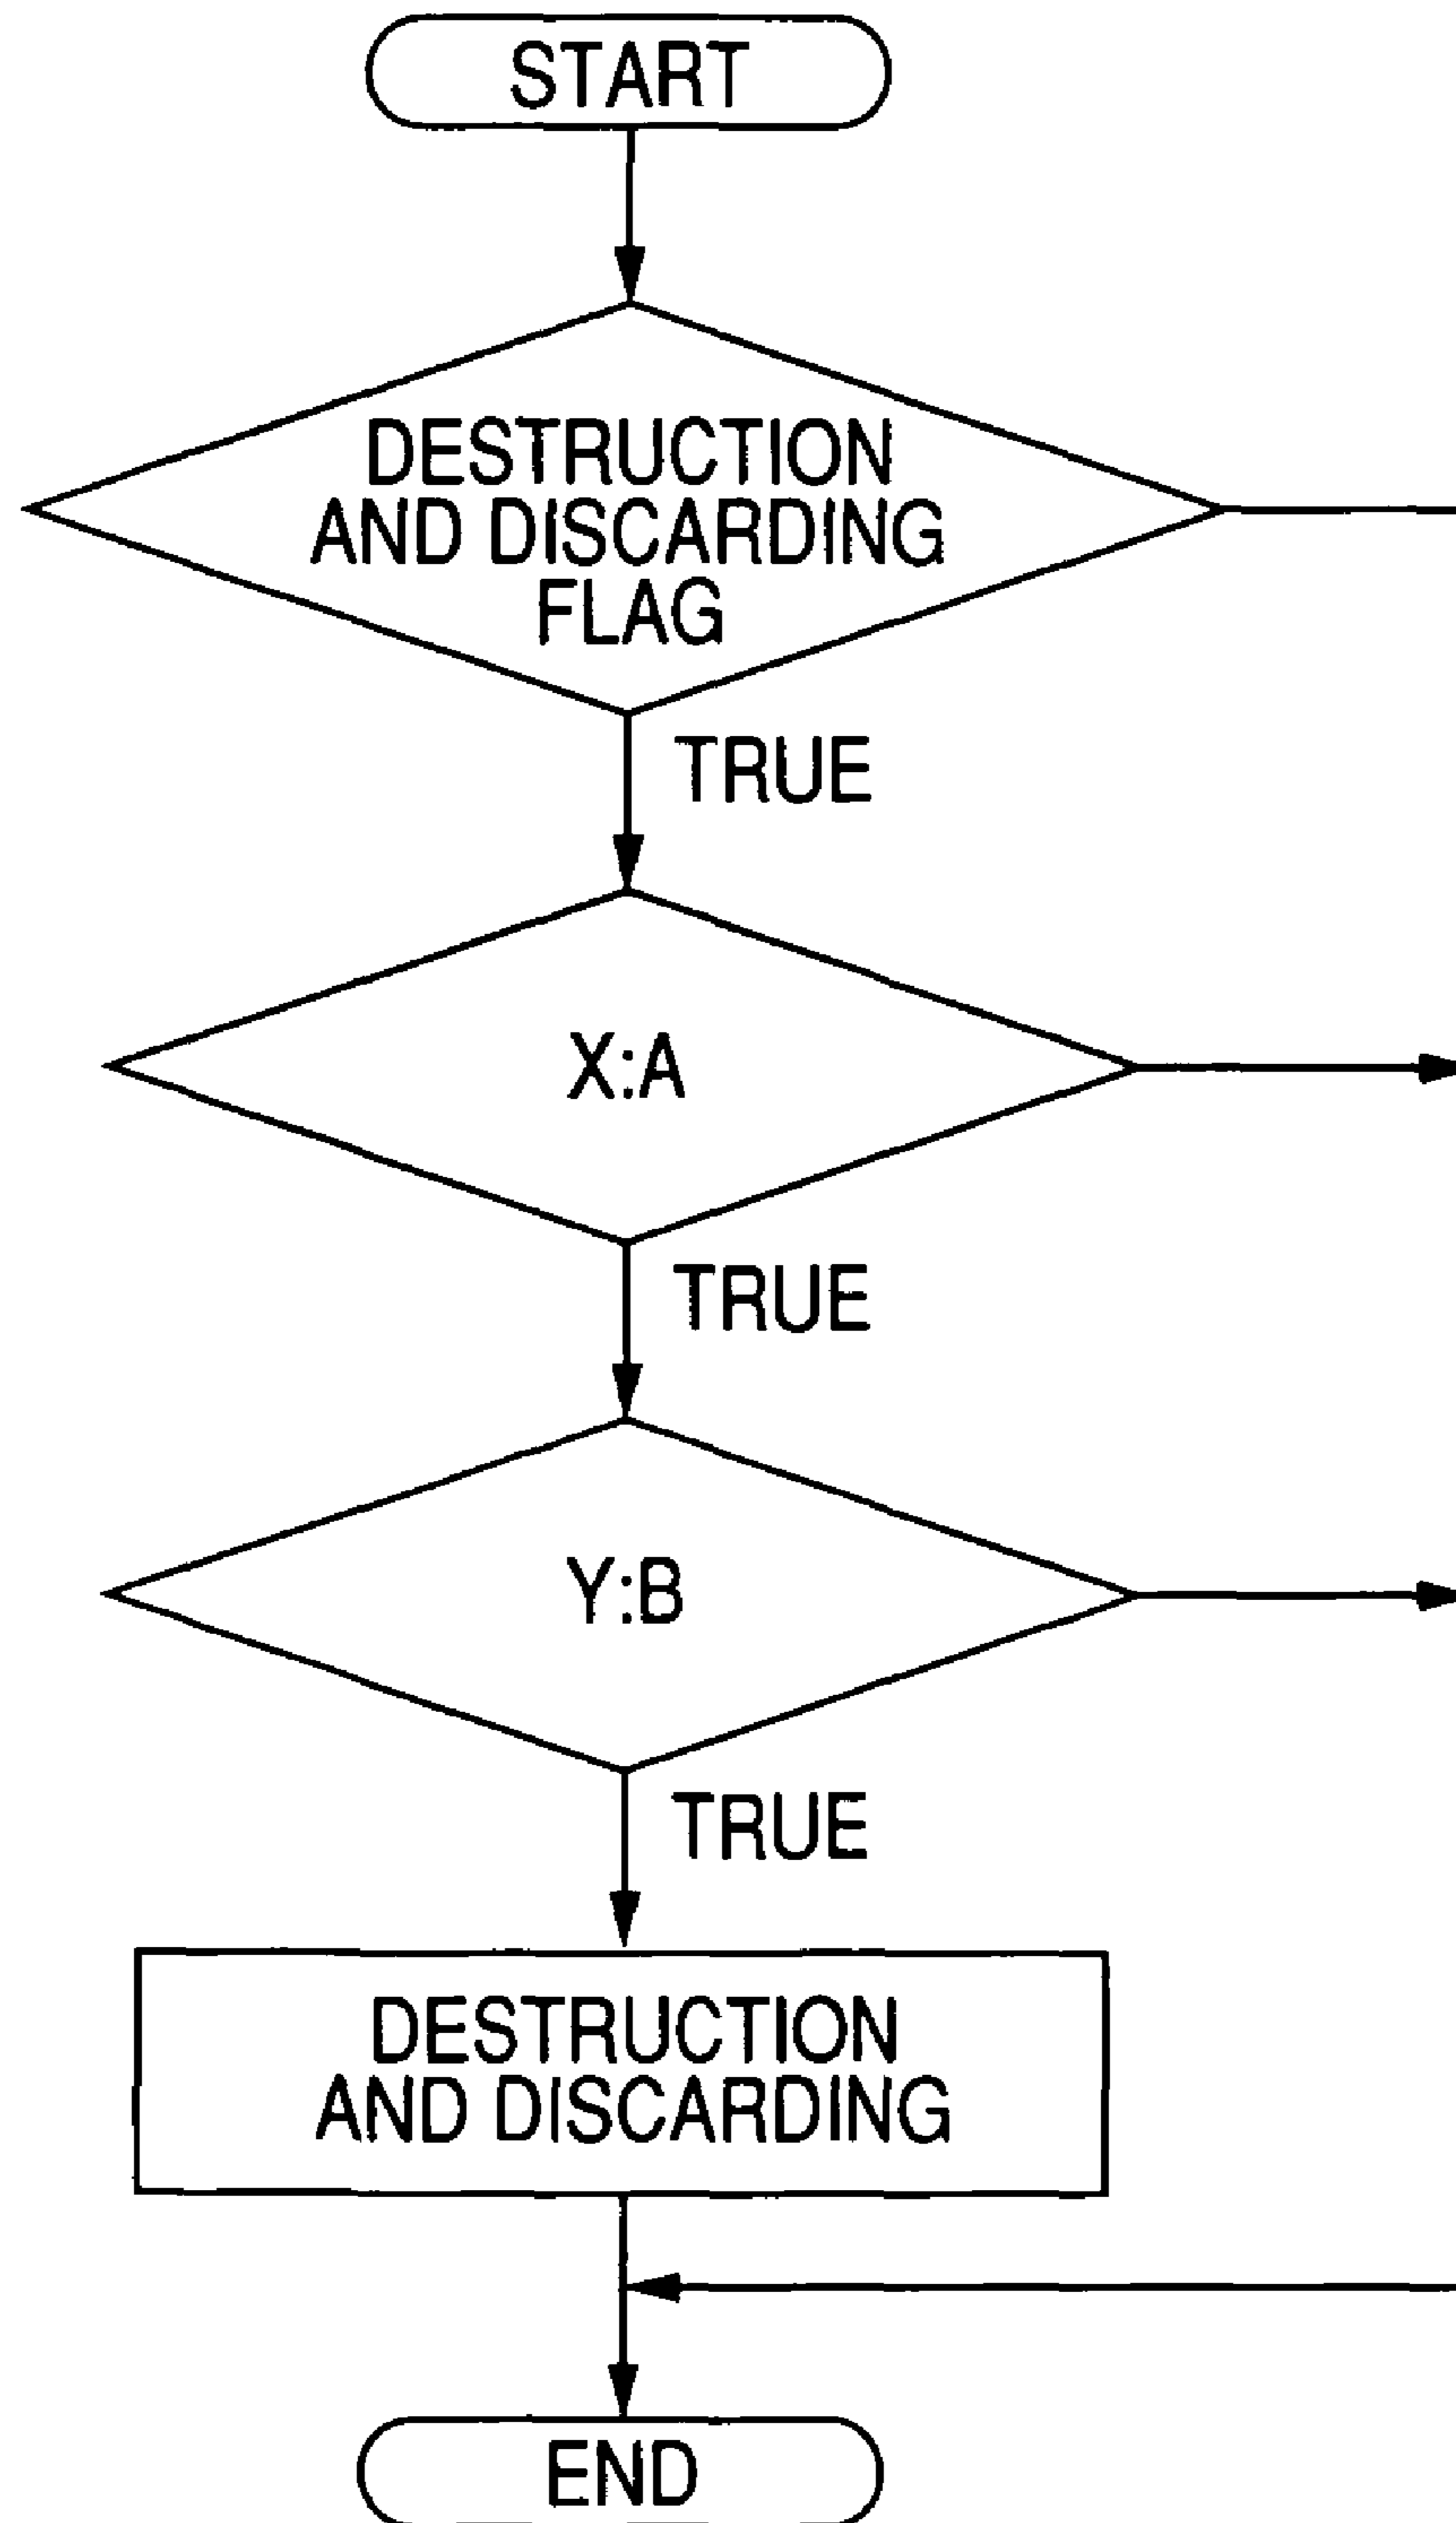 START
DESTRUCTION
AND DISCARDING
FLAG
TRUE
X:A
TRUE
Y:B
TRUE
DESTRUCTION
AND DISCARDING
END